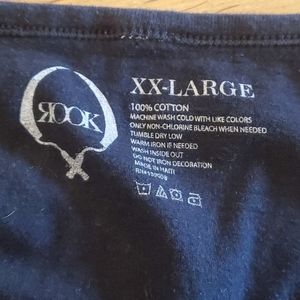 ROOK
XX-LARGE
100% COTTON
MACHINE WASH COLD WITH LIKE COLORS
ONLY NON-CHLORINE BLEACH WHEN NEEDED
TUMBLE DRY LOW
WARM IRON IF NEEDED
WASH INSIDE OUT
DO NOT IRON DECORATION
MADE IN HAITI